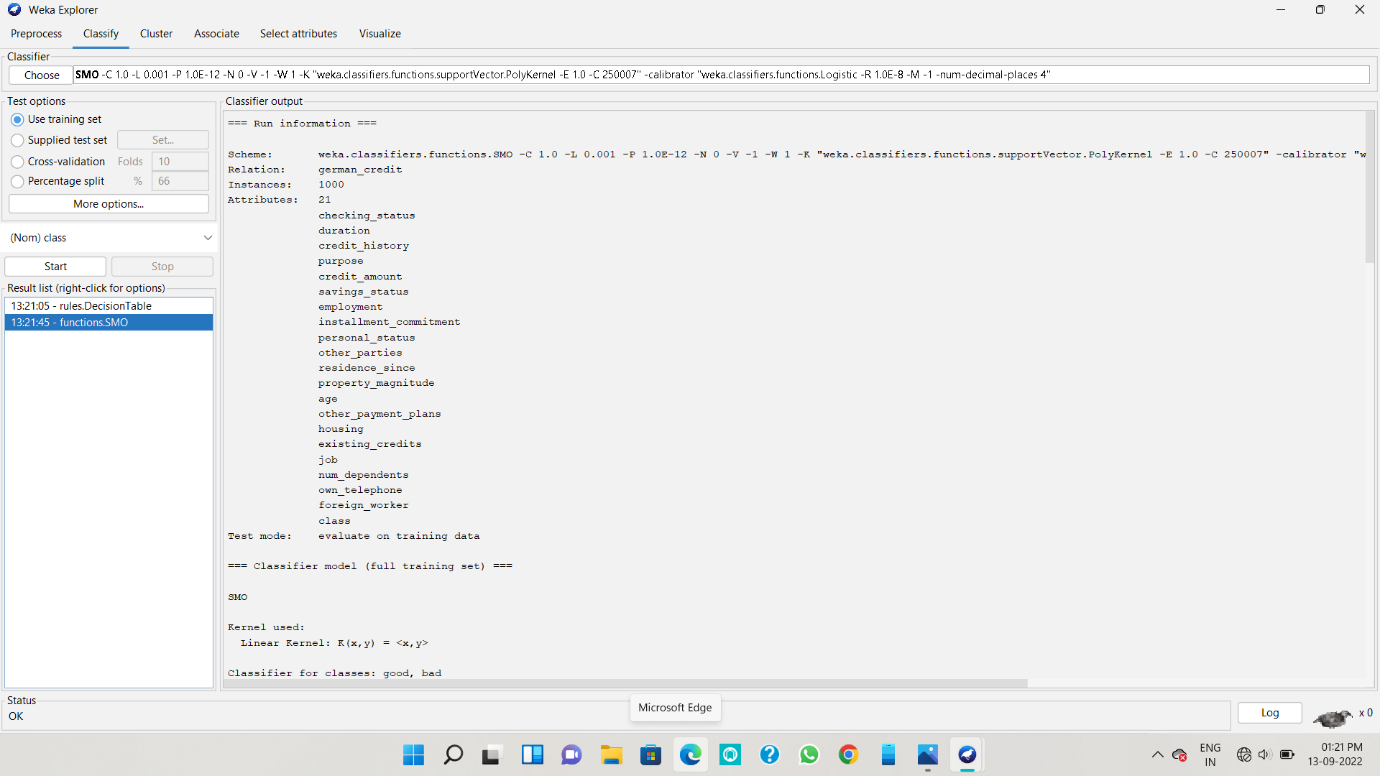 Weka Explorer
Preprocess Classify Cluster Associate Select attributes Visualize
Classifier
Choose SMO -C 1.0 -L 0.001 -P 1.0E-12 -N 0 -V -1 -W 1 -K "weka.classifiers.functions.supportVector.PolyKernel -E 1.0 -C 250007" -calibrator "weka.classifiers.functions.Logistic -R 1.0E-8 -M -1 -num-decimal-places 4"
Test options
Use training set
Supplied test set Set...
Cross-validation Folds 10
Percentage split % 66
More options...
(Nom) class
Start Stop
Result list (right-click for options)
13:21:05 - rules.DecisionTable
13:21:45 - functions.SMO
Classifier output
=== Run information ===
Scheme: weka.classifiers.functions.SMO -C 1.0 -L 0.001 -P 1.0E-12 -N 0 -V -1 -W 1 -K "weka.classifiers.functions.supportVector.PolyKernel -E 1.0 -C 250007" -calibrator "w
Relation: german_credit
Instances: 1000
Attributes: 21
checking_status
duration
credit_history
purpose
credit_amount
savings_status
employment
installment_commitment
personal_status
other_parties
residence_since
property_magnitude
age
other_payment_plans
housing
existing_credits
job
num_dependents
own_telephone
foreign_worker
class
Test mode: evaluate on training data
=== Classifier model (full training set) ===
SMO
Kernel used:
Linear Kernel: K(x,y) = <x,y>
Classifier for classes: good, bad
Status
OK
Microsoft Edge
Log x 0
ENG
IN
01:21 PM
13-09-2022